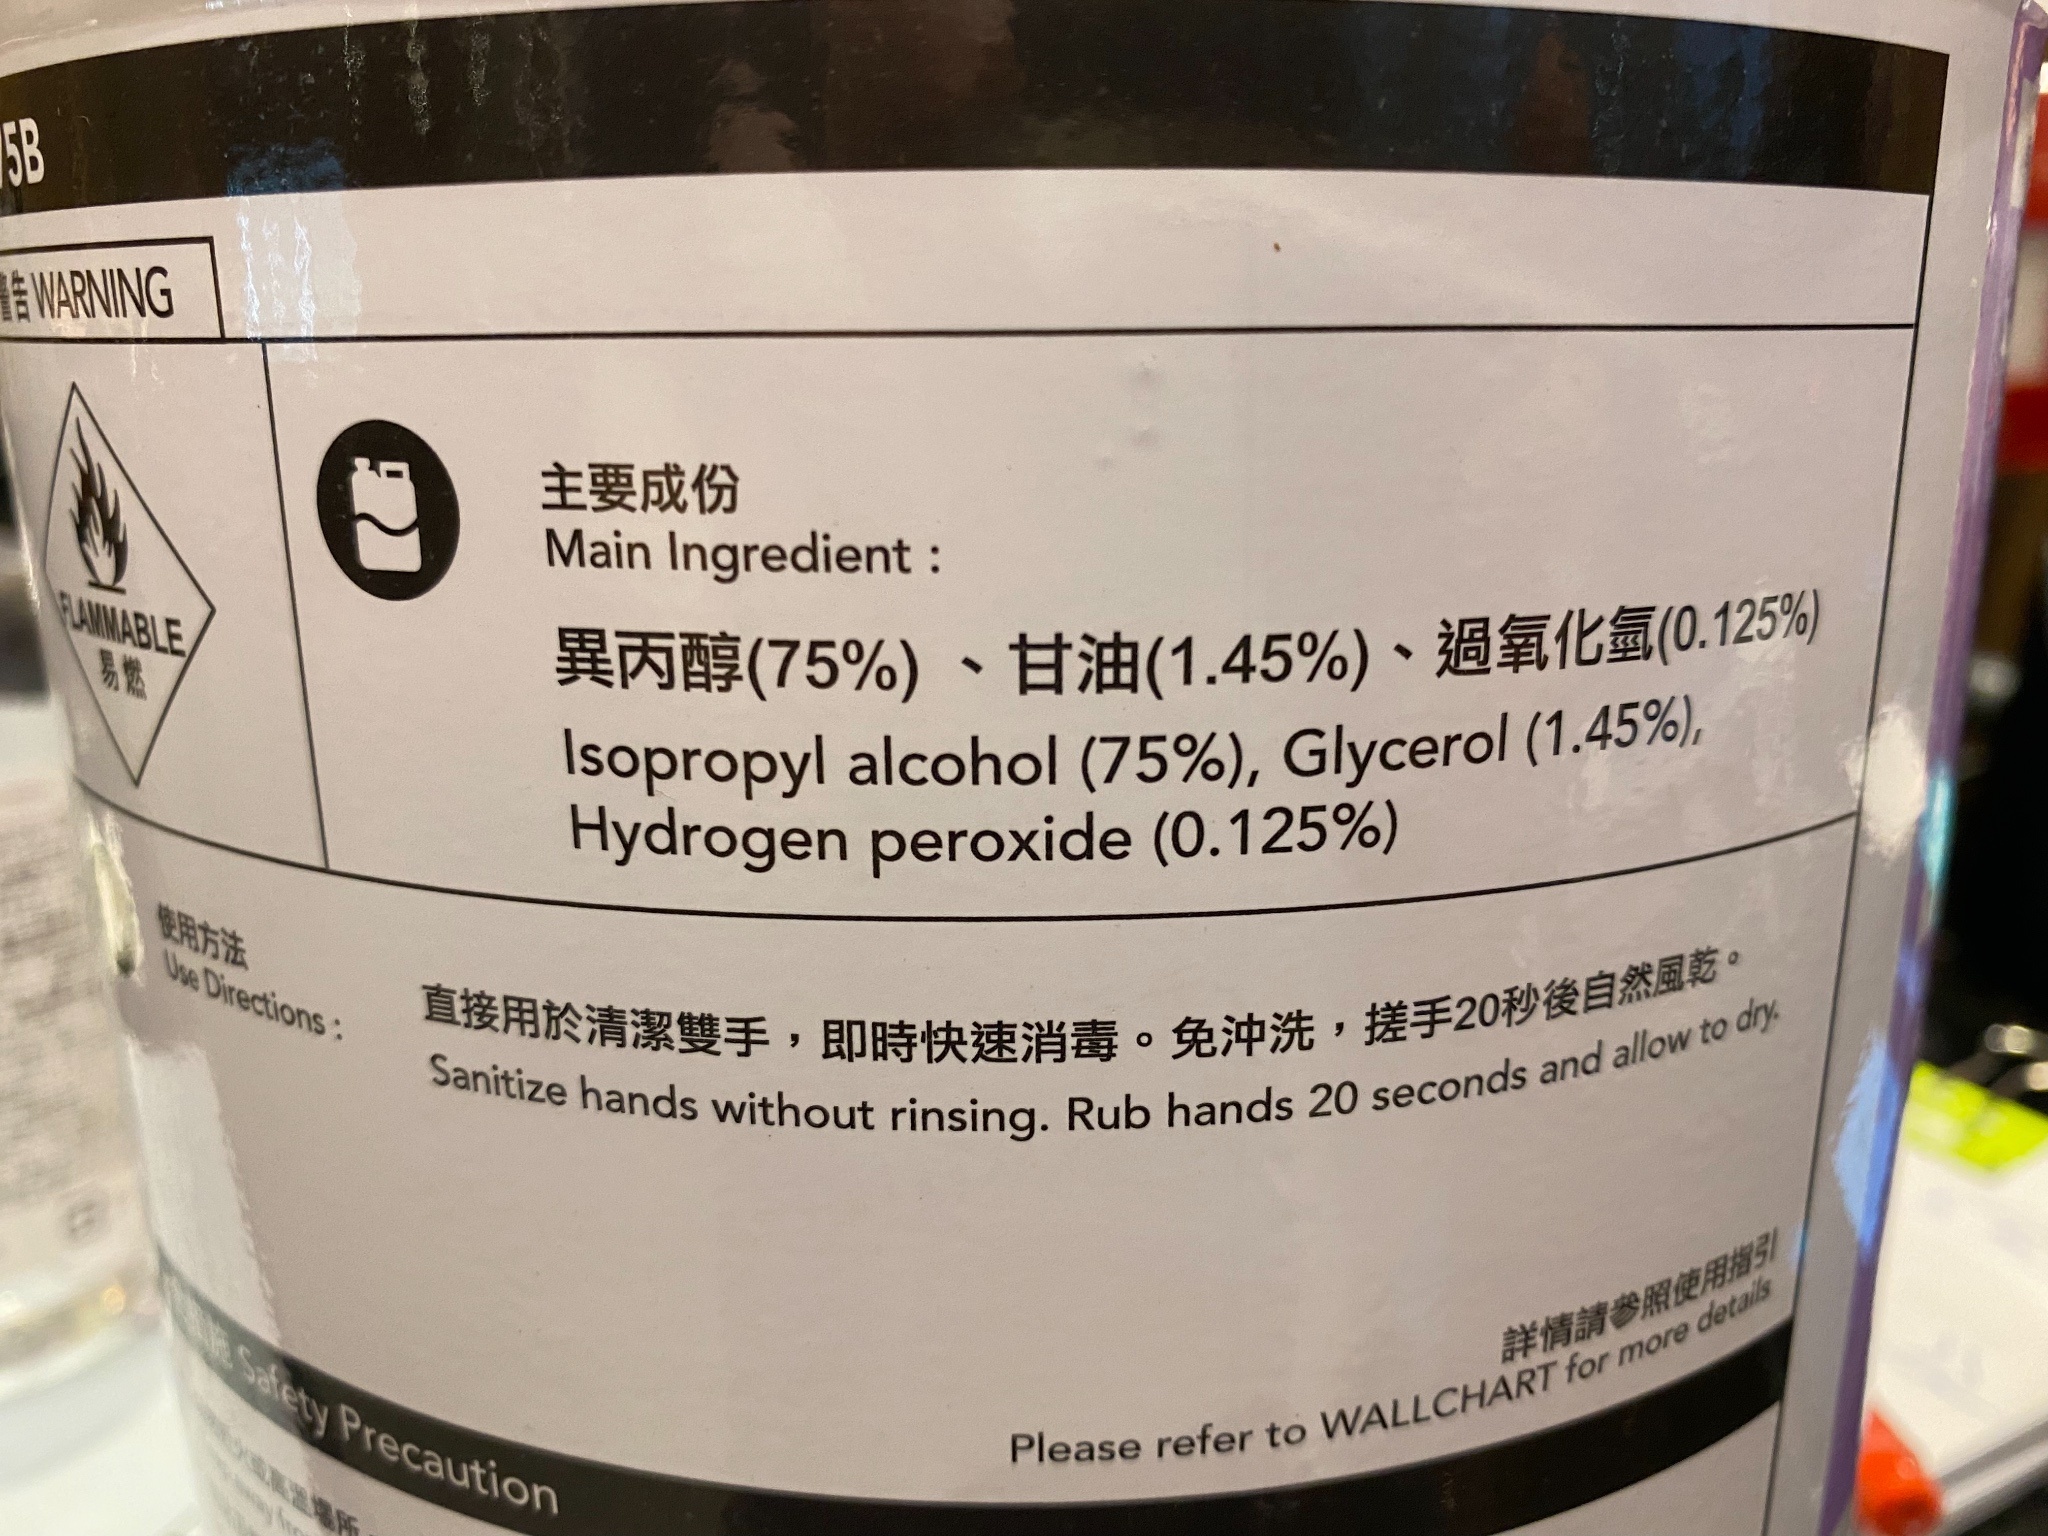 75B
警告 WARNING
FLAMMABLE
易燃
主要成份
Main Ingredient :
異丙醇(75%) 、甘油(1.45%)、過氧化氫(0.125%)
Isopropyl alcohol (75%), Glycerol (1.45%),
Hydrogen peroxide (0.125%)
使用方法
Use Directions :
直接用於清潔雙手，即時快速消毒。免沖洗，搓手20秒後自然風乾。
Sanitize hands without rinsing. Rub hands 20 seconds and allow to dry.
詳情請參照使用指引
Please refer to WALLCHART for more details
Safety Precaution